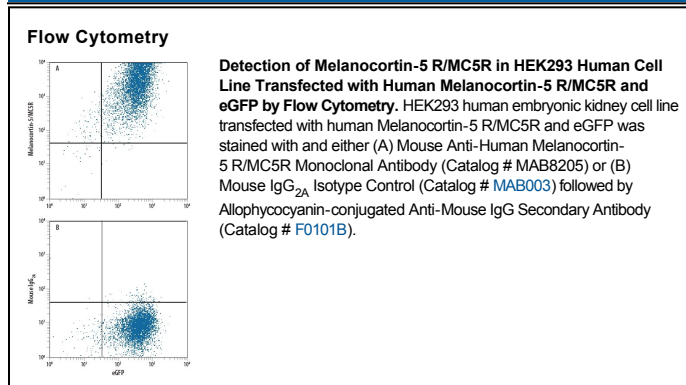 Flow Cytometry
Detection of Melanocortin-5 R/MC5R in HEK293 Human Cell
Line Transfected with Human Melanocortin-5 R/MC5R and
eGFP by Flow Cytometry. HEK293 human embryonic kidney cell line
transfected with human Melanocortin-5 R/MC5R and eGFP was
stained with and either (A) Mouse Anti-Human Melanocortin-
5 R/MC5R Monoclonal Antibody (Catalog # MAB8205) or (B)
Mouse IgG2A Isotype Control (Catalog # MAB003) followed by
Allophycocyanin-conjugated Anti-Mouse IgG Secondary Antibody
(Catalog # F0101B).
A
Melanocortin-5/MC5R
B
Mouse IgG2A
eGFP